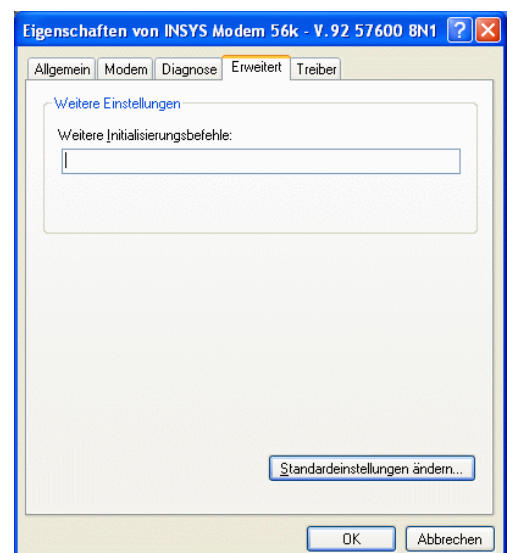 Eigenschaften von INSYS Modem 56k - V.92 57600 8N1
Allgemein Modem Diagnose Erweitert Treiber
Weitere Einstellungen
Weitere Initialisierungsbefehle:
Standardeinstellungen ändern...
OK Abbrechen